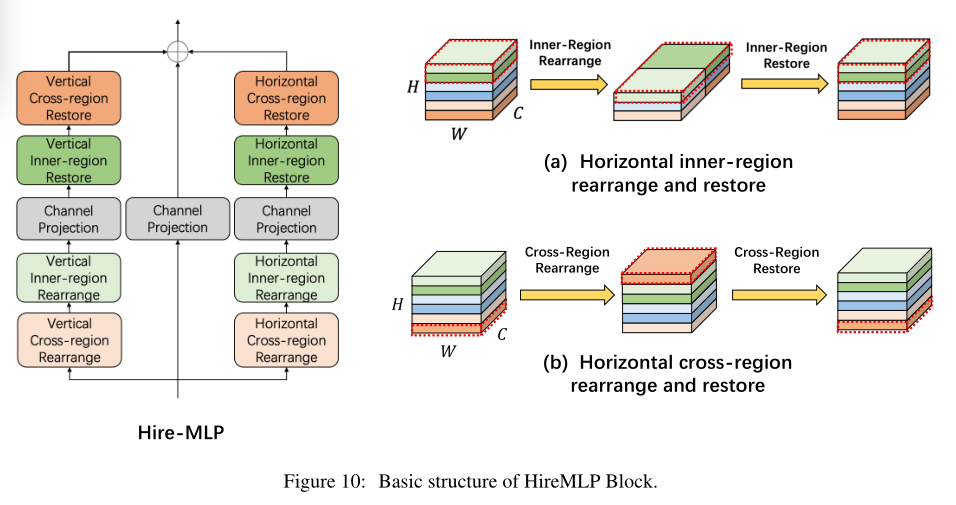 Vertical
Cross-region
Restore
Vertical
Inner-region
Restore
Channel
Projection
Vertical
Inner-region
Rearrange
Vertical
Cross-region
Rearrange
Channel
Projection
Horizontal
Cross-region
Restore
Horizontal
Inner-region
Restore
Channel
Projection
Horizontal
Inner-region
Rearrange
Horizontal
Cross-region
Rearrange
Hire-MLP
H
W
C
Inner-Region
Rearrange
Inner-Region
Restore
(a) Horizontal inner-region
rearrange and restore
H
W
C
Cross-Region
Rearrange
Cross-Region
Restore
(b) Horizontal cross-region
rearrange and restore
Figure 10: Basic structure of HireMLP Block.